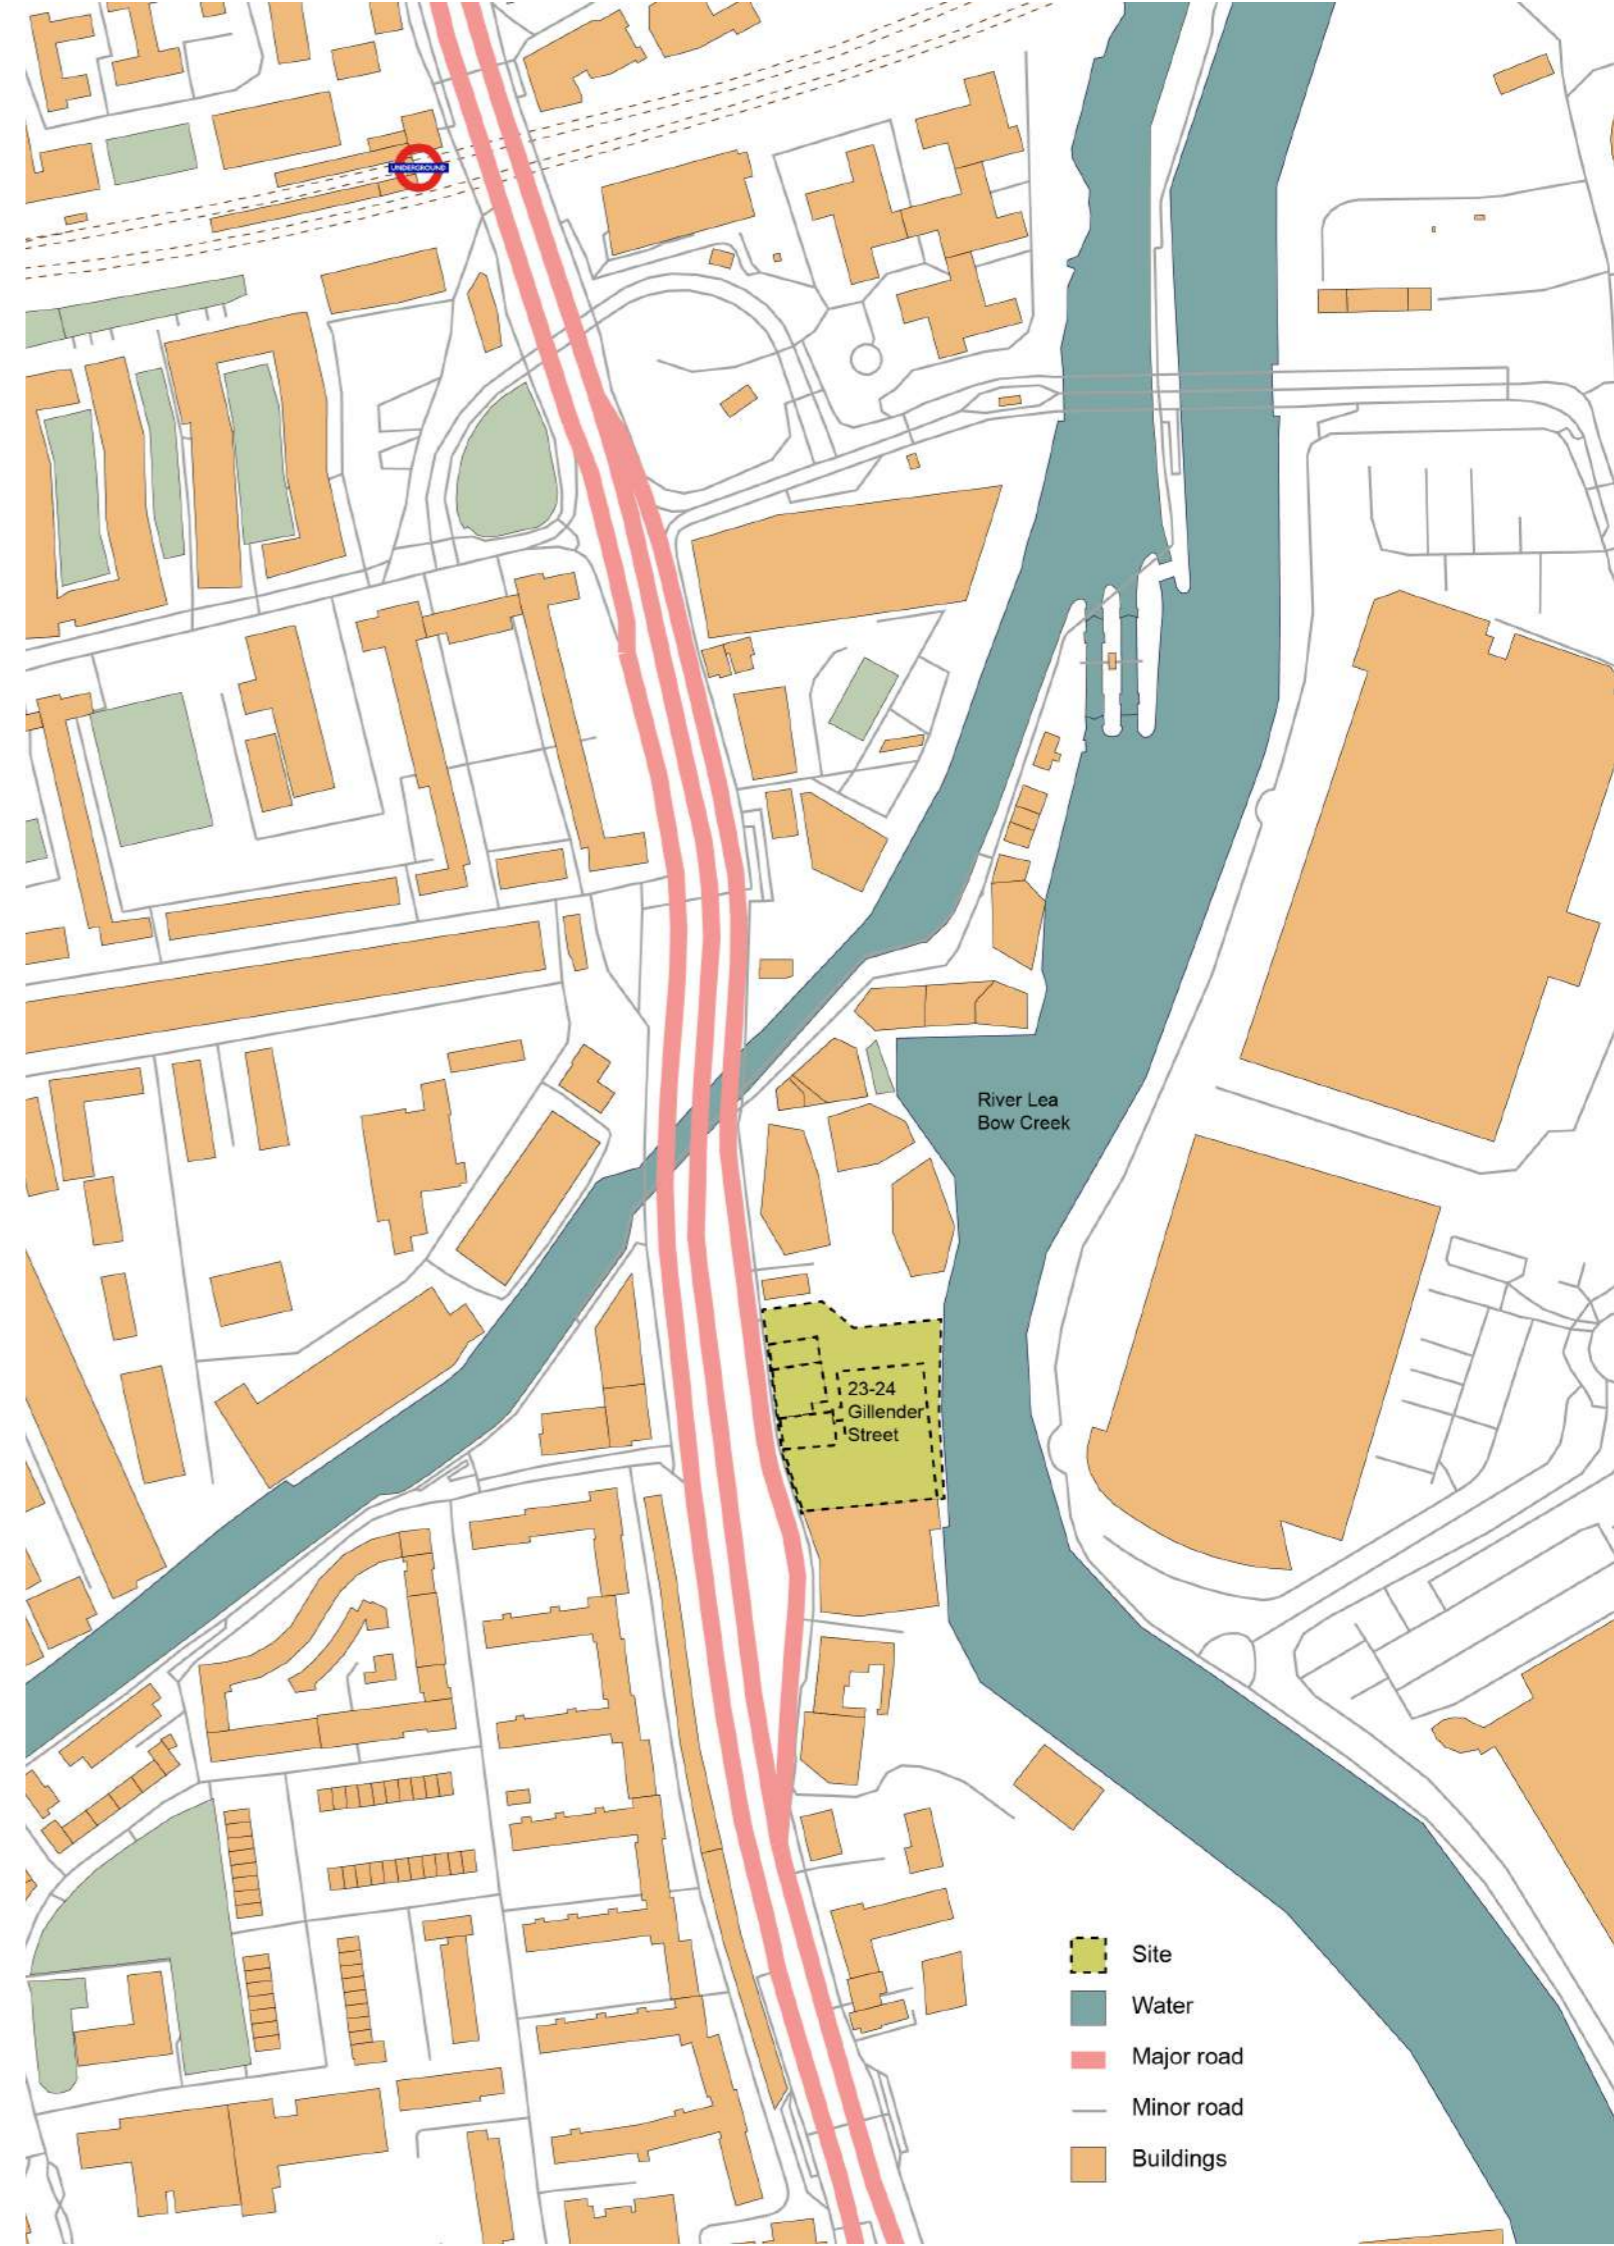 UNDERGROUND
River Lea
Bow Creek
23-24
Gillender
Street
Site
Water
Major road
Minor road
Buildings